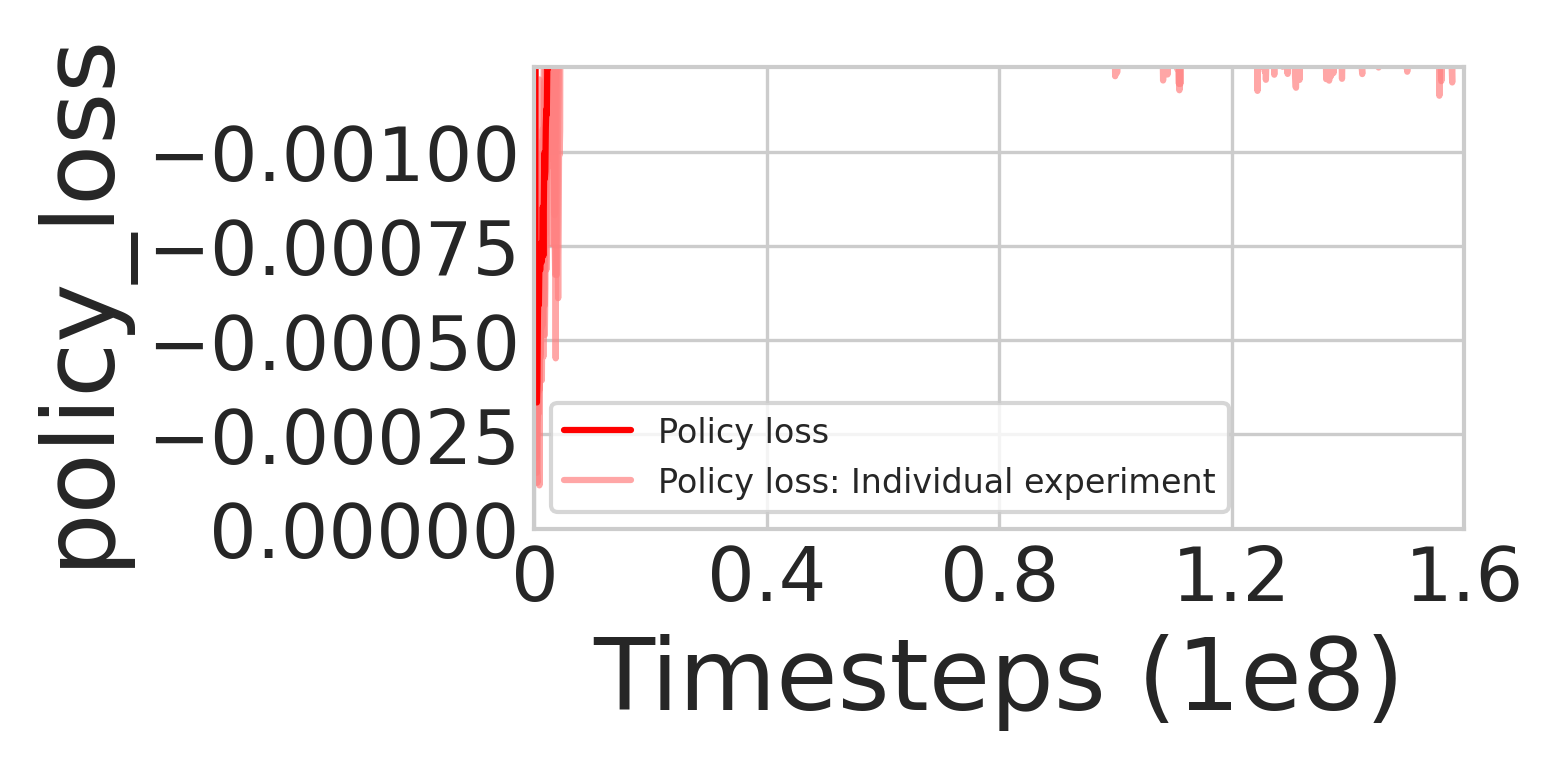 policy_loss
−0.00100
−0.00075
−0.00050
−0.00025
0.00000
Policy loss
Policy loss: Individual experiment
0 0.4 0.8 1.2 1.6
Timesteps (1e8)